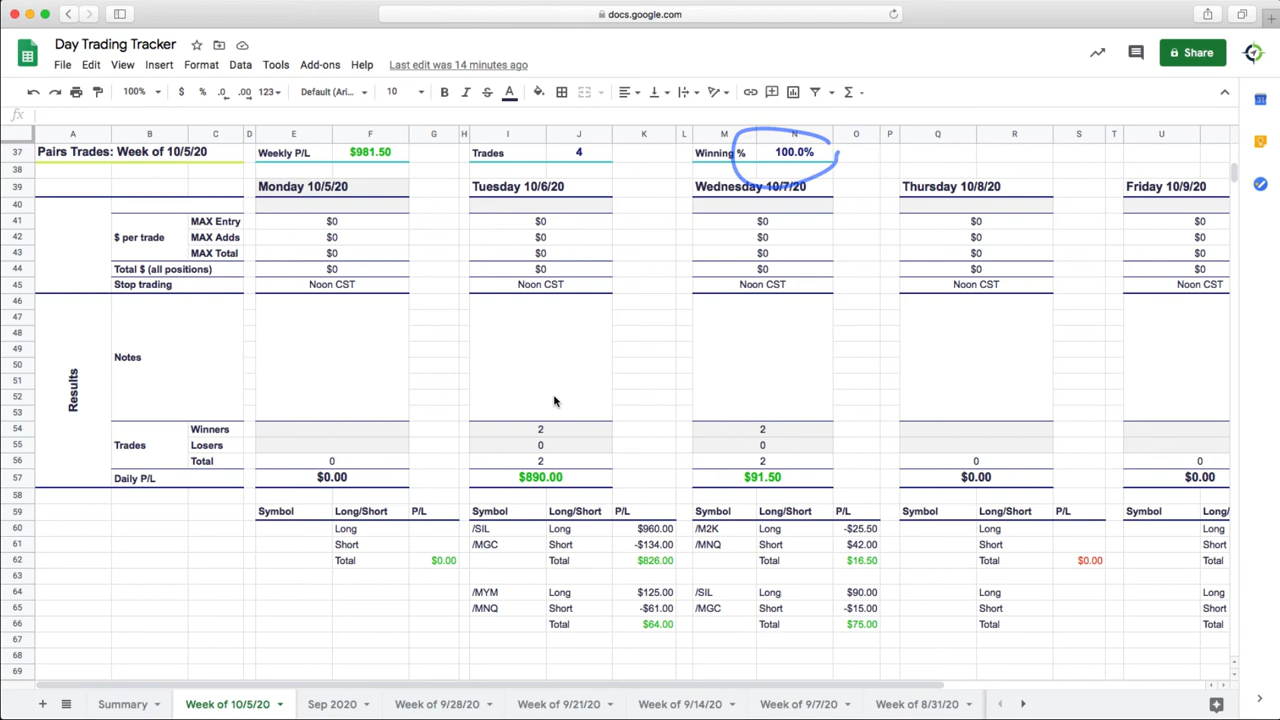 docs.google.com
Day Trading Tracker
File Edit View Insert Format Data Tools Add-ons Help Last edit was 14 minutes ago
Share
100% $ % .0 .00 123 Default (Ari... 10 B I S A
fx
A B C D E F G H I J K L M N O P Q R S T U
37 Pairs Trades: Week of 10/5/20 Weekly P/L $981.50 Trades 4 Winning % 100.0%
38
39 Monday 10/5/20 Tuesday 10/6/20 Wednesday 10/7/20 Thursday 10/8/20 Friday 10/9/20
40
41 MAX Entry $0 $0 $0 $0 $0
42 $ per trade MAX Adds $0 $0 $0 $0 $0
43 MAX Total $0 $0 $0 $0 $0
44 Total $ (all positions) $0 $0 $0 $0 $0
45 Stop trading Noon CST Noon CST Noon CST Noon CST Noon CST
46
47
48
49
Notes
50
51
Results
52
53
54 Winners 2 2
55 Trades Losers 0 0
56 Total 0 2 2 0 0
57 Daily P/L $0.00 $890.00 $91.50 $0.00 $0.00
58
59 Symbol Long/Short P/L Symbol Long/Short P/L Symbol Long/Short P/L Symbol Long/Short P/L Symbol Long/
60 Long /SIL Long $960.00 /M2K Long -$25.50 Long Long
61 Short /MGC Short -$134.00 /MNQ Short $42.00 Short Short
62 Total $0.00 Total $826.00 Total $16.50 Total $0.00 Total
63
64 /MYM Long $125.00 /SIL Long $90.00 Long Long
65 /MNQ Short -$61.00 /MGC Short -$15.00 Short Short
66 Total $64.00 Total $75.00 Total Total
67
68
69
Summary Week of 10/5/20 Sep 2020 Week of 9/28/20 Week of 9/21/20 Week of 9/14/20 Week of 9/7/20 Week of 8/31/20